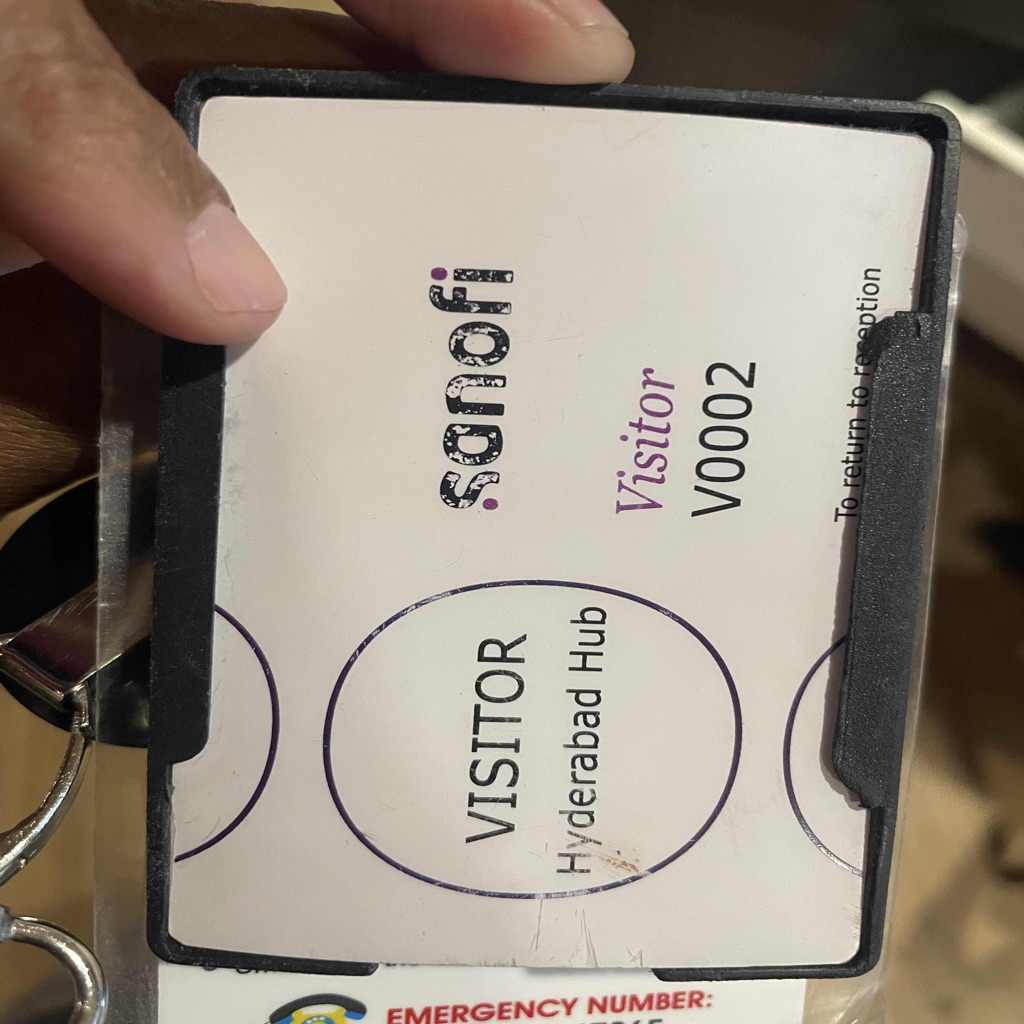 sanofi
Visitor
V0002
To return to reception
VISITOR
Hyderabad Hub
EMERGENCY NUMBER: